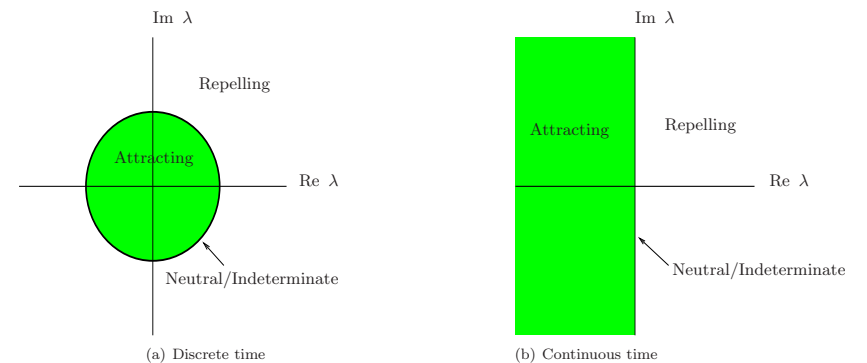 Im λ
Repelling
Attracting
Re λ
Neutral/Indeterminate
(a) Discrete time
Im λ
Attracting
Repelling
Re λ
Neutral/Indeterminate
(b) Continuous time